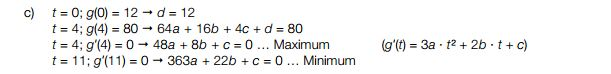 c) t = 0; g(0) = 12 → d = 12
t = 4; g(4) = 80 → 64a + 16b + 4c + d = 80
t = 4; g'(4) = 0 → 48a + 8b + c = 0 ... Maximum (g'(t) = 3a · t² + 2b · t + c)
t = 11; g'(11) = 0 → 363a + 22b + c = 0 ... Minimum